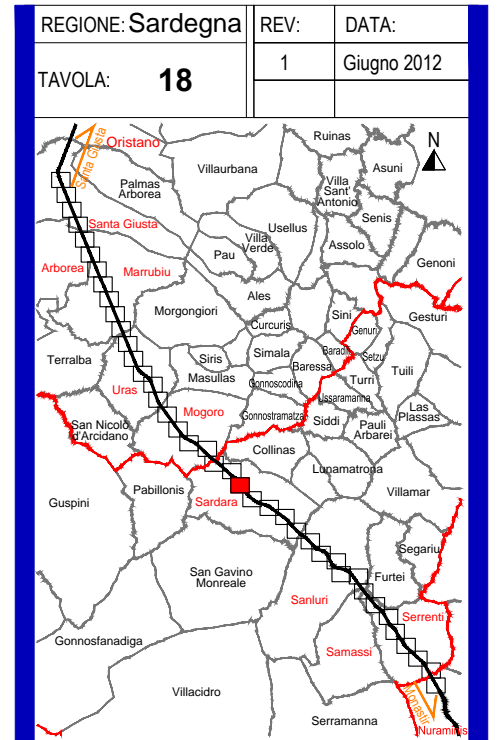 REGIONE: Sardegna
REV:
DATA:
TAVOLA: 18
1
Giugno 2012
N
Santa Giusta
Oristano
Ruinas
Villaurbana
Asuni
Palmas
Arborea
Villa
Sant'
Antonio
Senis
Santa Giusta
Usellus
Villa
Verde
Assolo
Pau
Genoni
Arborea
Marrubiu
Ales
Morgongiori
Sini
Gesturi
Curcuris
Genuri
Terralba
Siris
Simala
Baradili
Setzu
Baressa
Tuili
Masullas
Turri
Uras
Gonnoscodina
Ussaramanna
Mogoro
Gonnostramatza
Las
Plassas
San Nicolò
d'Arcidano
Siddi
Pauli
Arbarei
Collinas
Lunamatrona
Pabillonis
Villamar
Guspini
Sardara
Segariu
San Gavino
Monreale
Furtei
Sanluri
Serrenti
Gonnosfanadiga
Samassi
Villacidro
Monastir
Serramanna
Nuraminis